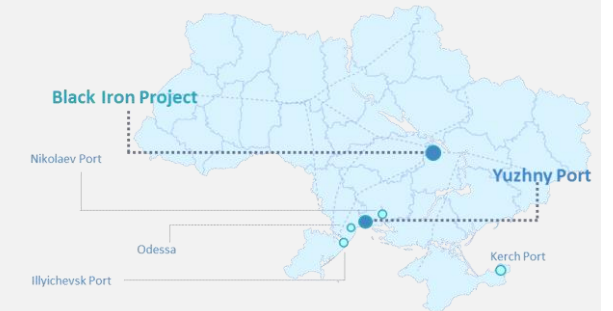 Black Iron Project
Nikolaev Port
Yuzhny Port
Odessa
Kerch Port
Illyichevsk Port